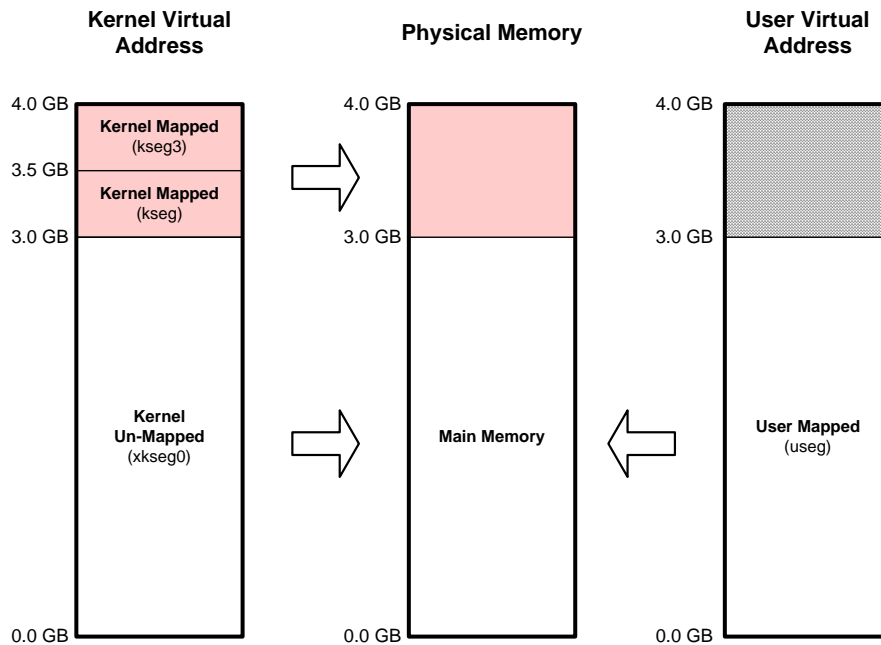 Kernel Virtual
Address
Physical Memory
User Virtual
Address
4.0 GB
Kernel Mapped
(kseg3)
3.5 GB
Kernel Mapped
(kseg)
3.0 GB
Kernel
Un-Mapped
(xkseg0)
0.0 GB
4.0 GB
3.0 GB
Main Memory
0.0 GB
4.0 GB
3.0 GB
User Mapped
(useg)
0.0 GB